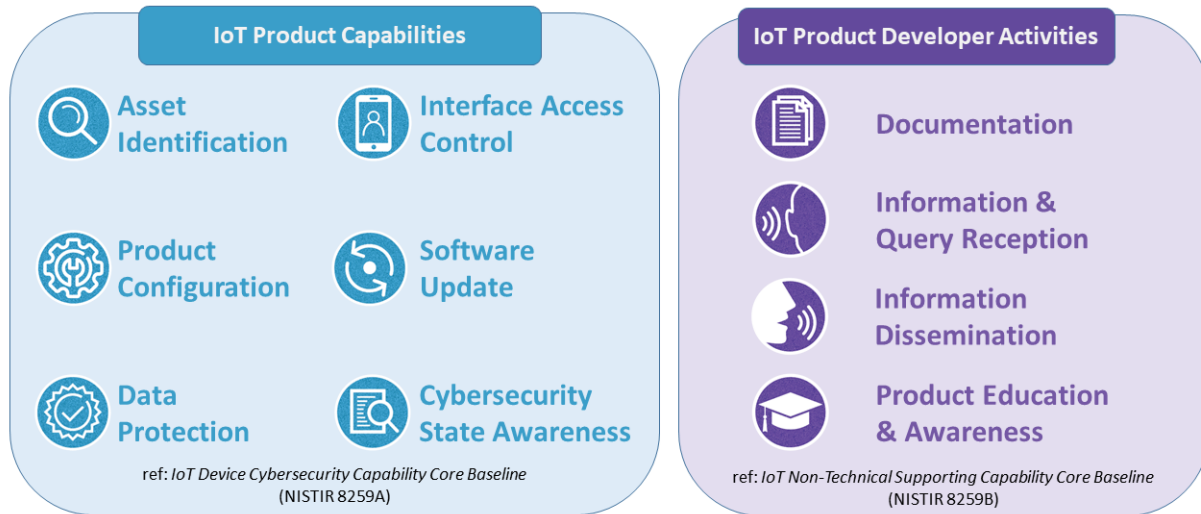 IoT Product Capabilities
Asset
Identification
Interface Access
Control
Product
Configuration
Software
Update
Data
Protection
Cybersecurity
State Awareness
ref: IoT Device Cybersecurity Capability Core Baseline
(NISTIR 8259A)
IoT Product Developer Activities
Documentation
Information &
Query Reception
Information
Dissemination
Product Education
& Awareness
ref: IoT Non-Technical Supporting Capability Core Baseline
(NISTIR 8259B)